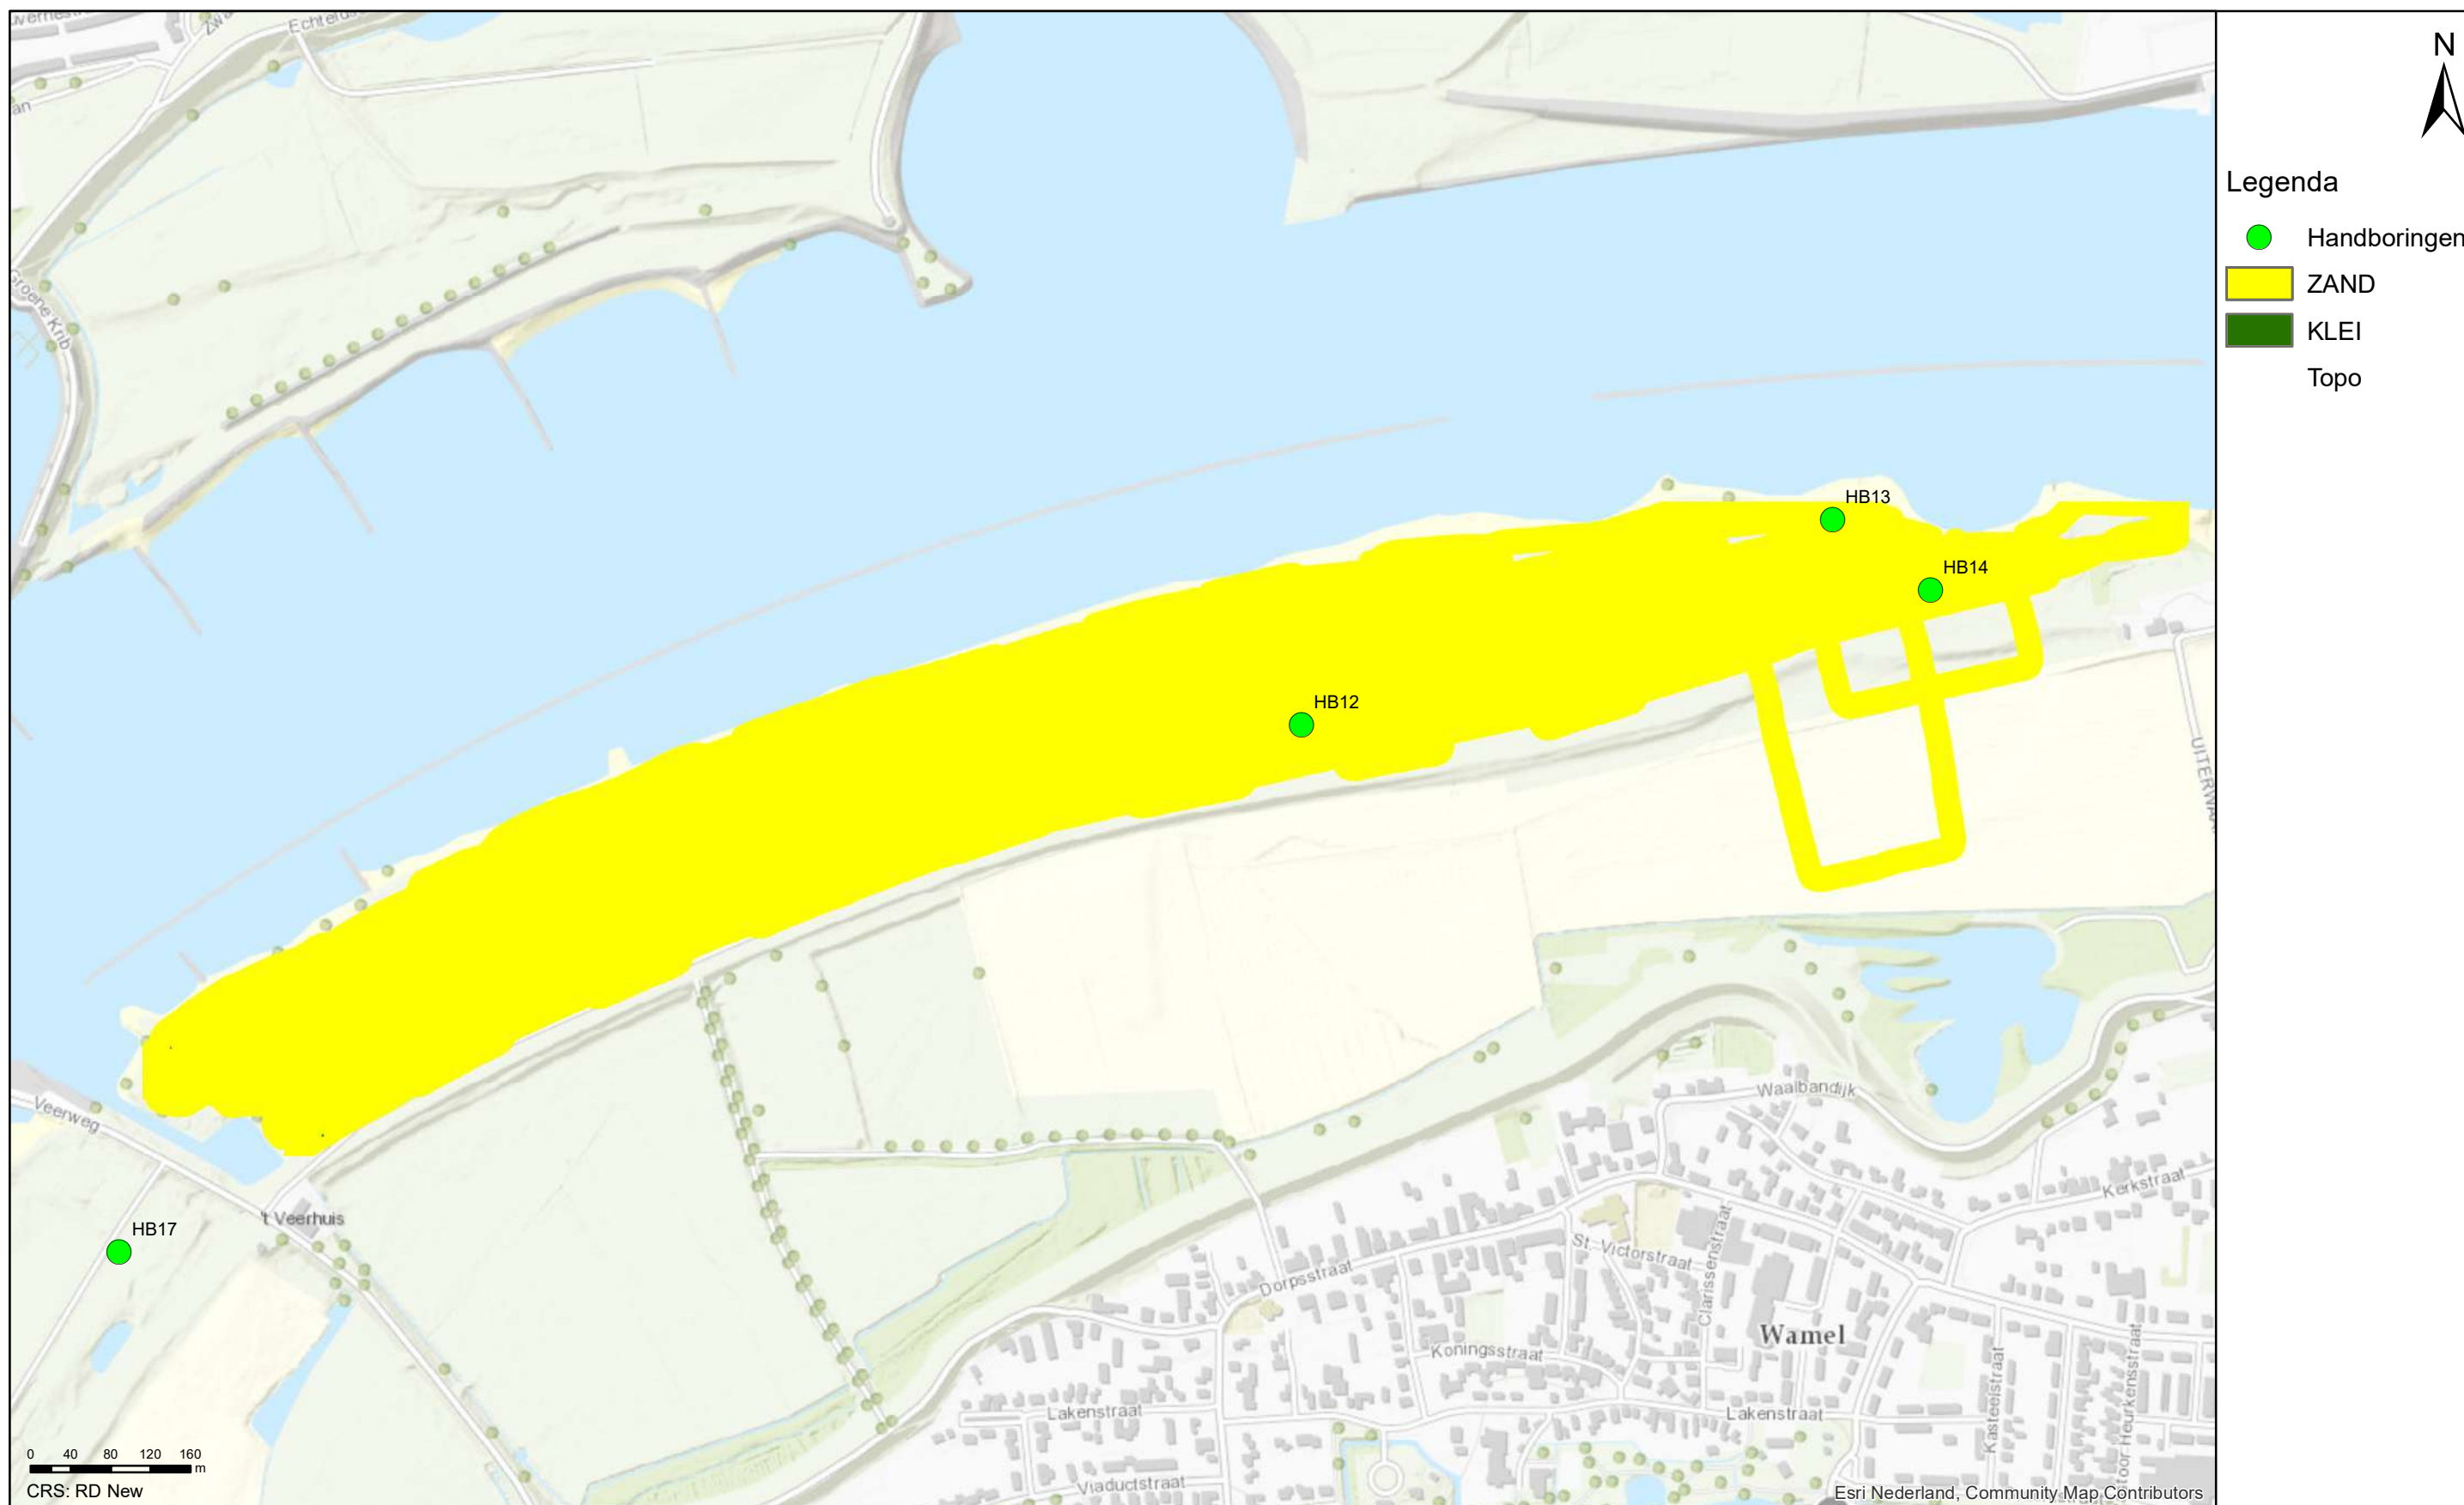 N
Legenda
Handboringen
ZAND
KLEI
Topo
Groene Krib
HB13
HB14
HB12
Veerweg
't Veerhuis
HB17
Waalbandijk
Kerkstraat
St. Victorstraat
Clarissenstraat
Dorpsstraat
Koningsstraat
Wamel
Kasteelstraat
Lakenstraat
Lakenstraat
Viaductstraat
0 40 80 120 160
m
CRS: RD New
Esri Nederland, Community Map Contributors